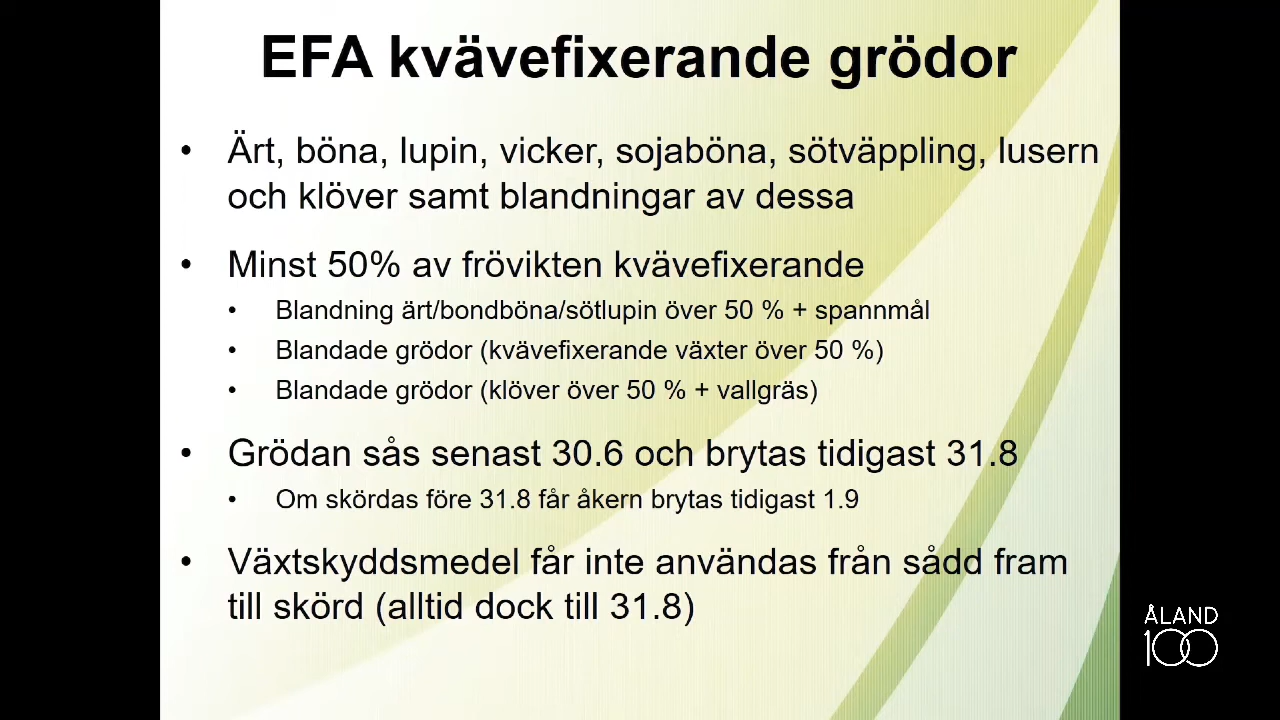 EFA kvävefixerande grödor
• Ärt, böna, lupin, vicker, sojaböna, sötväppling, lusern
och klöver samt blandningar av dessa
• Minst 50% av frövikten kvävefixerande
• Blandning ärt/bondböna/sötlupin över 50 % + spannmål
• Blandade grödor (kvävefixerande växter över 50 %)
• Blandade grödor (klöver över 50 % + vallgräs)
• Grödan sås senast 30.6 och brytas tidigast 31.8
• Om skördas före 31.8 får åkern brytas tidigast 1.9
• Växtskyddsmedel får inte användas från sådd fram
till skörd (alltid dock till 31.8)
ÅLAND
100